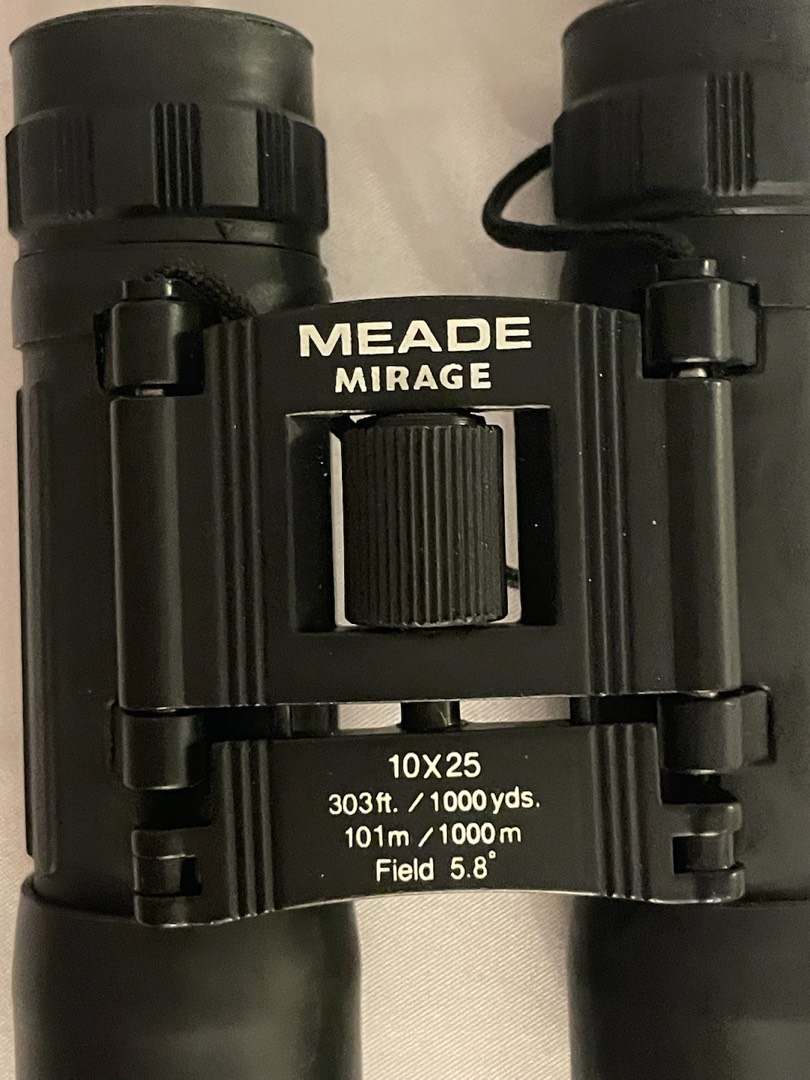 MEADE
MIRAGE
10X25
303ft. / 1000yds.
101m / 1000m
Field 5.8°